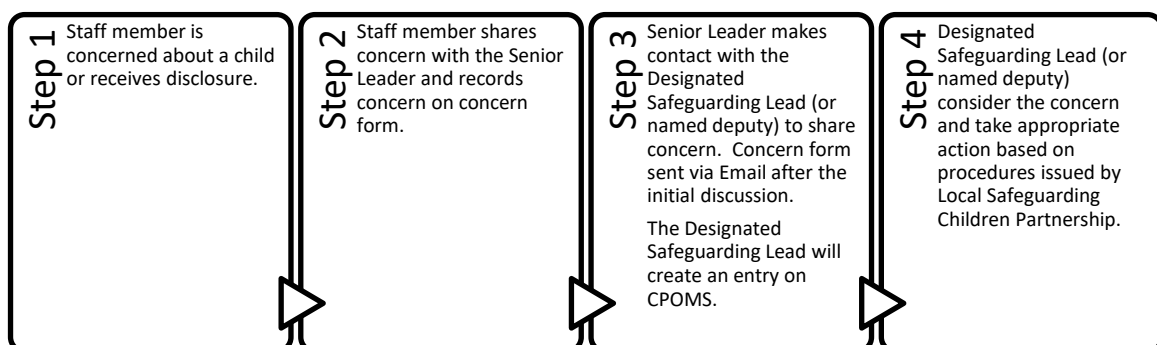 Step 1
Staff member is
concerned about a child
or receives disclosure.
Step 2
Staff member shares
concern with the Senior
Leader and records
concern on concern
form.
Step 3
Senior Leader makes
contact with the
Designated
Safeguarding Lead (or
named deputy) to share
concern.  Concern form
sent via Email after the
initial discussion.
The Designated
Safeguarding Lead will
create an entry on
CPOMS.
Step 4
Designated
Safeguarding Lead (or
named deputy)
consider the concern
and take appropriate
action based on
procedures issued by
Local Safeguarding
Children Partnership.